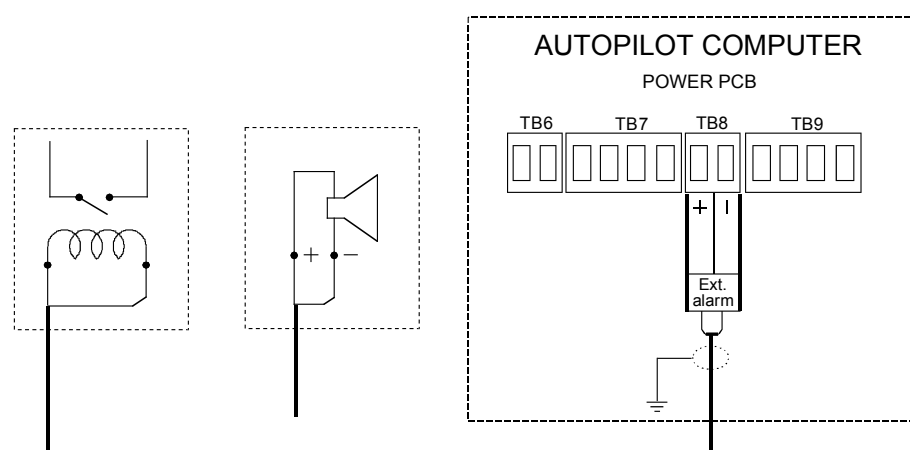 AUTOPILOT COMPUTER
POWER PCB
TB6 TB7 TB8 TB9
+ −
+ −
Ext.
alarm